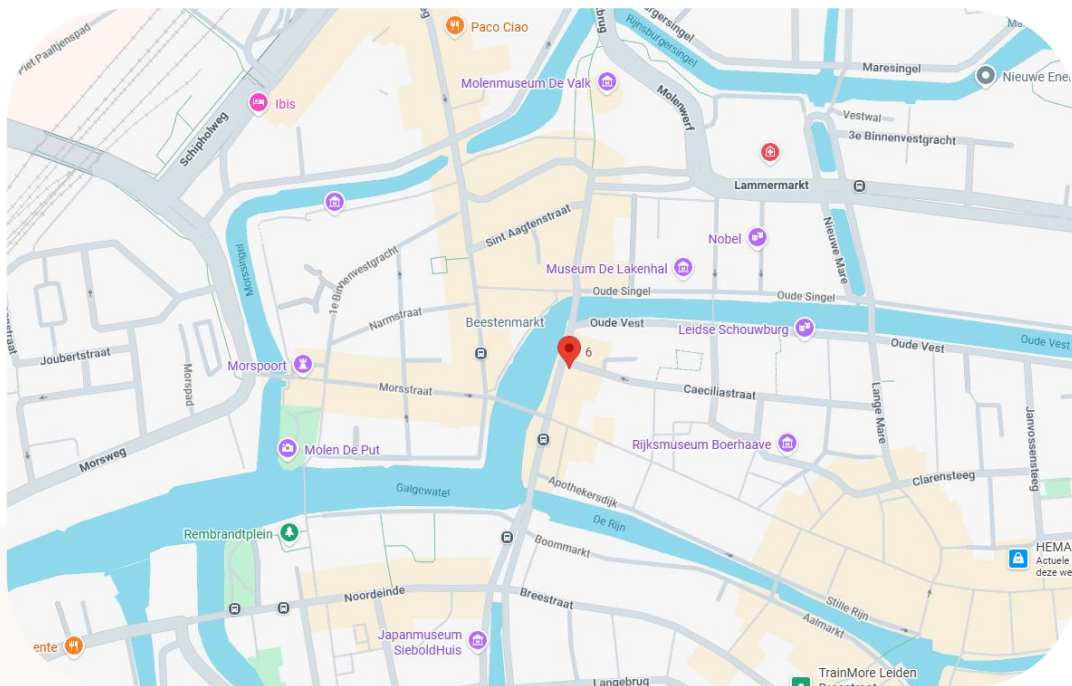 Piet Paaltjenspad
Paco Ciao
Rijnsburgersingel
Maresingel
Nieuwe Ener
Molenmuseum De Valk
Ibis
Schipholweg
Molenwerf
Vestwal
3e Binnenvestgracht
Lammermarkt
Sint Aagtenstraat
Nobel
Nieuwe Mare
Morssingel
1e Binnenvestgracht
Museum De Lakenhal
Oude Singel
Oude Singel
Narmstraat
Beestenmarkt
Oude Vest
Leidse Schouwburg
Oude Vest
Oude Vest
6
Joubertstraat
Morspad
Morspoort
Morsstraat
Caeciliastraat
Lange Mare
Janvossensteeg
Molen De Put
Rijksmuseum Boerhaave
Morsweg
Clarensteeg
Galgewater
Apothekersdijk
De Rijn
Rembrandtplein
Boommarkt
HEMA
Actuele
deze we
Noordeinde
Breestraat
Stille Rijn
Aalmarkt
Japanmuseum
SieboldHuis
Langebrug
TrainMore Leiden
Breestraat